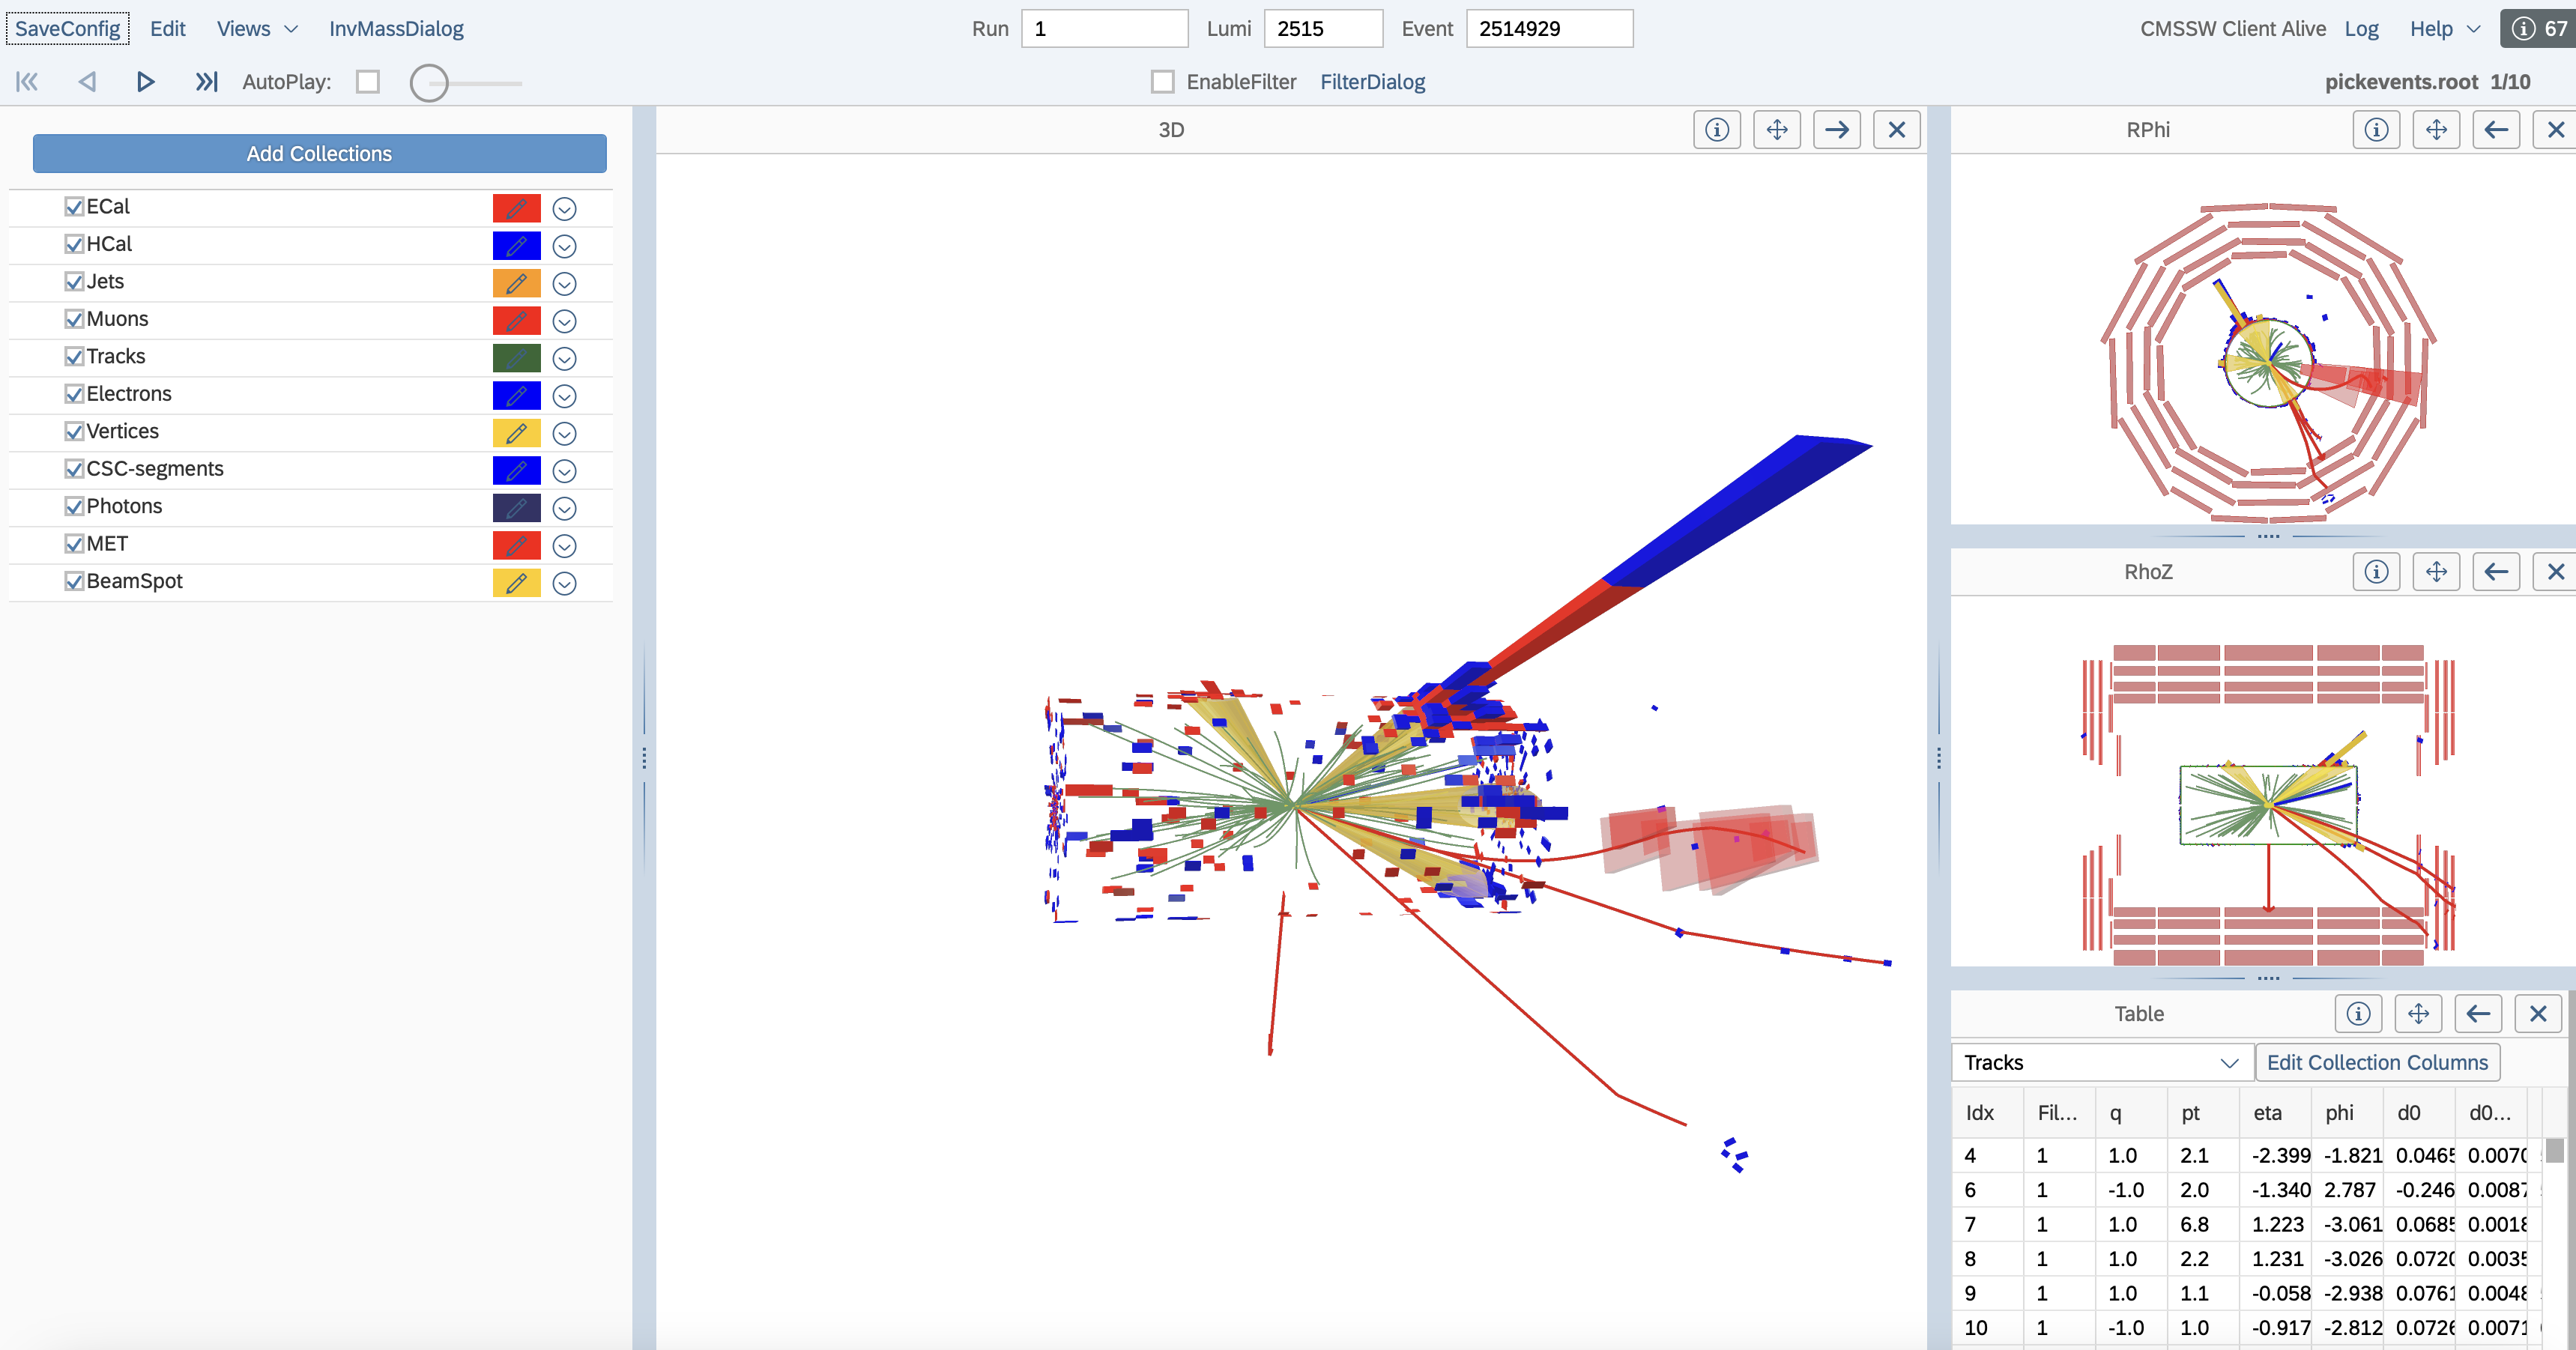 SaveConfig Edit Views InvMassDialog Run 1 Lumi 2515 Event 2514929 CMSSW Client Alive Log Help 67
AutoPlay: EnableFilter FilterDialog pickevents.root 1/10
Add Collections
ECal
HCal
Jets
Muons
Tracks
Electrons
Vertices
CSC-segments
Photons
MET
BeamSpot
3D
RPhi
RhoZ
Table
Tracks Edit Collection Columns
Idx Fil... q pt eta phi d0 d0...
4 1 1.0 2.1 -2.399 -1.821 0.0465 0.0070
6 1 -1.0 2.0 -1.340 2.787 -0.246 0.0087
7 1 1.0 6.8 1.223 -3.061 0.0685 0.0018
8 1 1.0 2.2 1.231 -3.026 0.0720 0.0035
9 1 1.0 1.1 -0.058 -2.938 0.0761 0.0048
10 1 -1.0 1.0 -0.917 -2.812 0.0726 0.0071